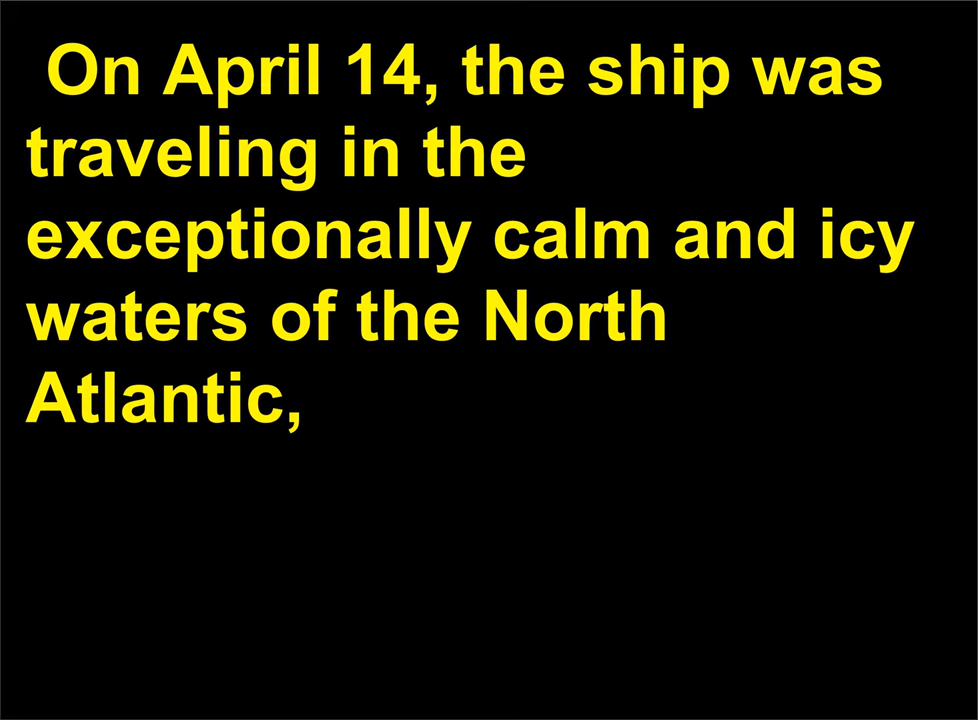 On April 14, the ship was
traveling in the
exceptionally calm and icy
waters of the North
Atlantic,